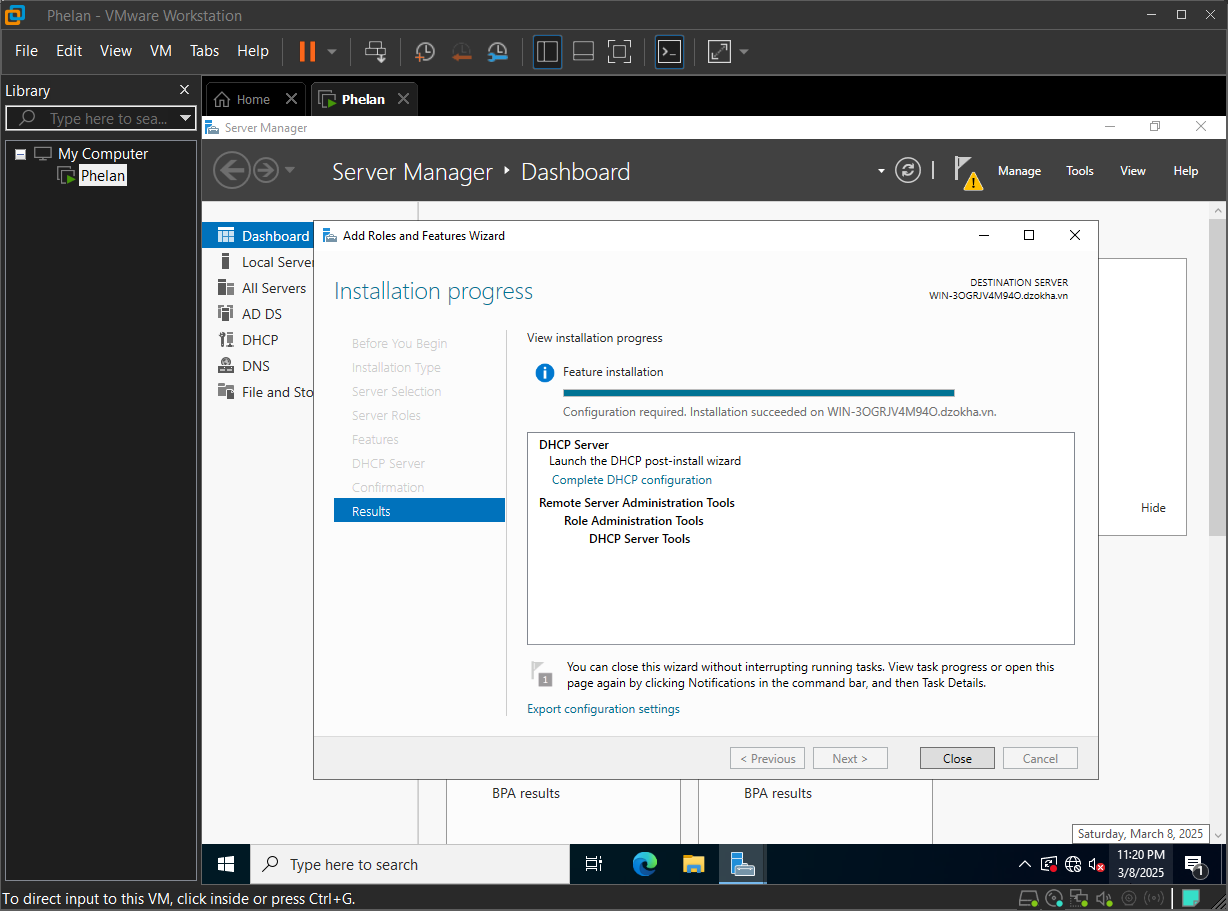 Phelan - VMware Workstation
File Edit View VM Tabs Help
Library
Type here to sea...
My Computer
Phelan
Home
Phelan
Server Manager
Server Manager Dashboard
Manage Tools View Help
Dashboard
Local Server
All Servers
AD DS
DHCP
DNS
File and Sto
Add Roles and Features Wizard
Installation progress
DESTINATION SERVER
WIN-3OGRJV4M94O.dzokha.vn
Before You Begin
Installation Type
Server Selection
Server Roles
Features
DHCP Server
Confirmation
Results
View installation progress
Feature installation
Configuration required. Installation succeeded on WIN-3OGRJV4M94O.dzokha.vn.
DHCP Server
Launch the DHCP post-install wizard
Complete DHCP configuration
Remote Server Administration Tools
Role Administration Tools
DHCP Server Tools
1
You can close this wizard without interrupting running tasks. View task progress or open this
page again by clicking Notifications in the command bar, and then Task Details.
Export configuration settings
< Previous Next > Close Cancel
Hide
BPA results BPA results
Saturday, March 8, 2025
Type here to search
11:20 PM
3/8/2025
1
To direct input to this VM, click inside or press Ctrl+G.